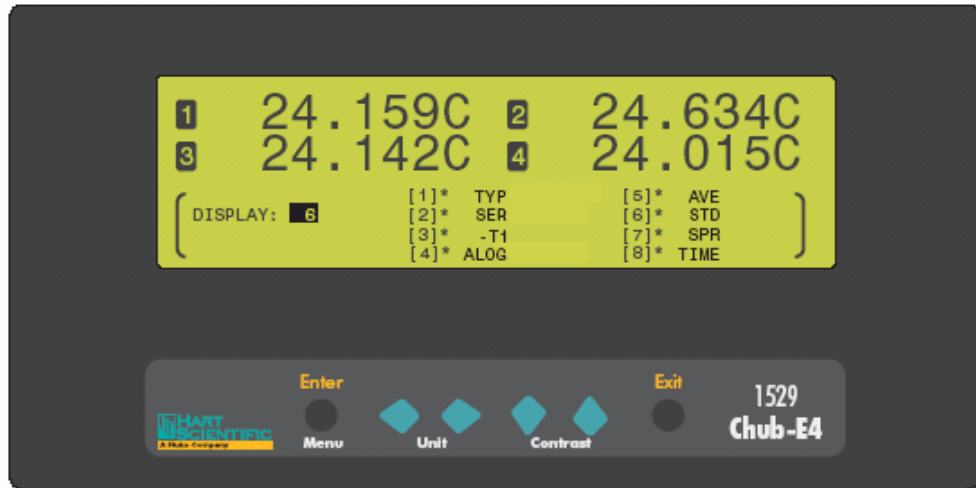 1 24.159C 2 24.634C
3 24.142C 4 24.015C
DISPLAY: 6
[1]* TYP [5]* AVE
[2]* SER [6]* STD
[3]* -T1 [7]* SPR
[4]* ALOG [8]* TIME
Enter Exit
1529
HART
SCIENTIFIC
A Fluke Company
Menu Unit Contrast
Chub-E4